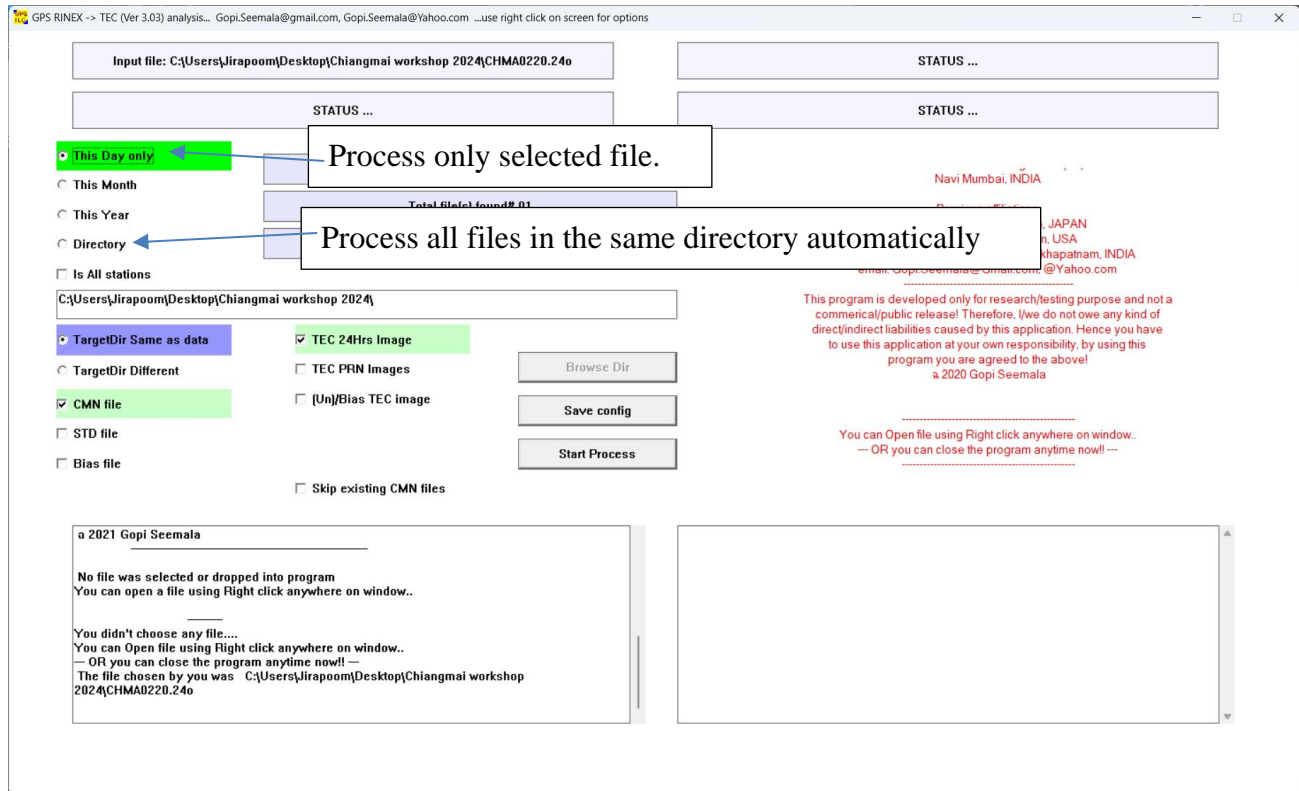 GPS RINEX -> TEC (Ver 3.03) analysis... Gopi.Seemala@gmail.com, Gopi.Seemala@Yahoo.com ...use right click on screen for options
Input file: C:\Users\Jirapoom\Desktop\Chiangmai workshop 2024\CHMA0220.24o
STATUS ...
STATUS ...
STATUS ...
This Day only
Process only selected file.
This Month
This Year
Total file(s) found# 01
Directory
Process all files in the same directory automatically
Is All stations
C:\Users\Jirapoom\Desktop\Chiangmai workshop 2024\
TargetDir Same as data
TargetDir Different
CMN file
STD file
Bias file
TEC 24Hrs Image
TEC PRN Images
(Un)/Bias TEC image
Skip existing CMN files
Browse Dir
Save config
Start Process
Navi Mumbai, INDIA
, JAPAN
, USA
khapatnam, INDIA
email: Gopi.Seemala@Gmail.com, @Yahoo.com
------------------------------------------------
This program is developed only for research/testing purpose and not a
commerical/public release! Therefore, I/we do not owe any kind of
direct/indirect liabilities caused by this application. Hence you have
to use this application at your own responsibility, by using this
program you are agreed to the above!
a 2020 Gopi Seemala
------------------------------------------------
You can Open file using Right click anywhere on window..
--- OR you can close the program anytime now!! ---
------------------------------------------------
a 2021 Gopi Seemala
No file was selected or dropped into program
You can open a file using Right click anywhere on window..
You didn't choose any file....
You can Open file using Right click anywhere on window..
— OR you can close the program anytime now!! —
The file chosen by you was C:\Users\Jirapoom\Desktop\Chiangmai workshop
2024\CHMA0220.24o